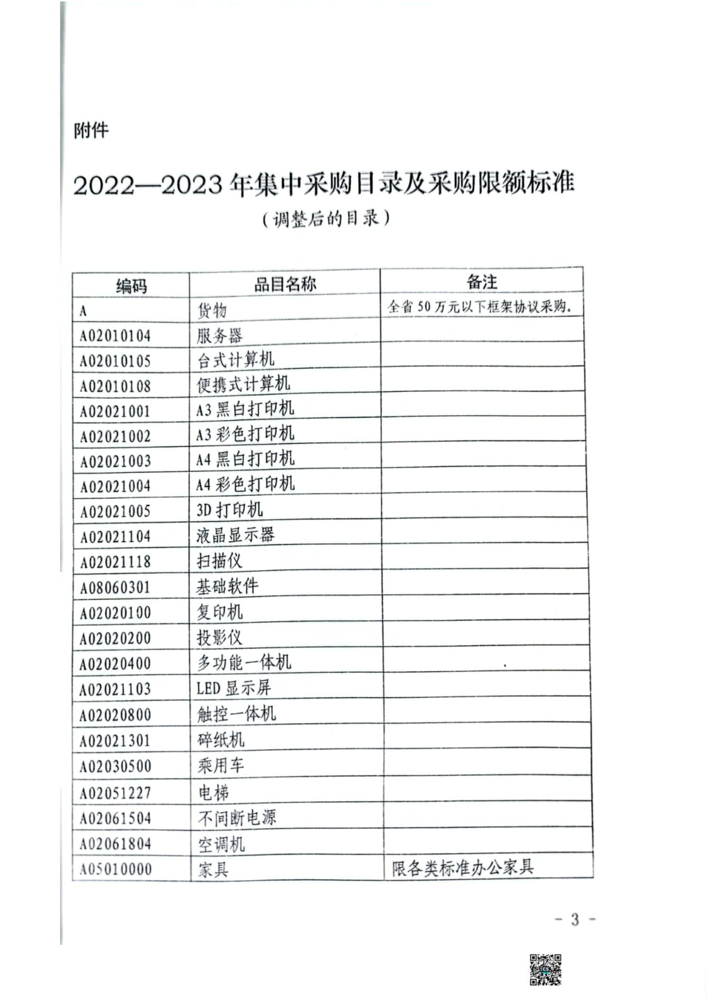 附件
2022—2023 年集中采购目录及采购限额标准
（调整后的目录）
编码 品目名称 备注
A 货物 全省 50 万元以下框架协议采购。
A02010104 服务器
A02010105 台式计算机
A02010108 便携式计算机
A02021001 A3 黑白打印机
A02021002 A3 彩色打印机
A02021003 A4 黑白打印机
A02021004 A4 彩色打印机
A02021005 3D 打印机
A02021104 液晶显示器
A02021118 扫描仪
A08060301 基础软件
A02020100 复印机
A02020200 投影仪
A02020400 多功能一体机
A02021103 LED 显示屏
A02020800 触控一体机
A02021301 碎纸机
A02030500 乘用车
A02051227 电梯
A02061504 不间断电源
A02061804 空调机
A05010000 家具 限各类标准办公家具
- 3 -
CS